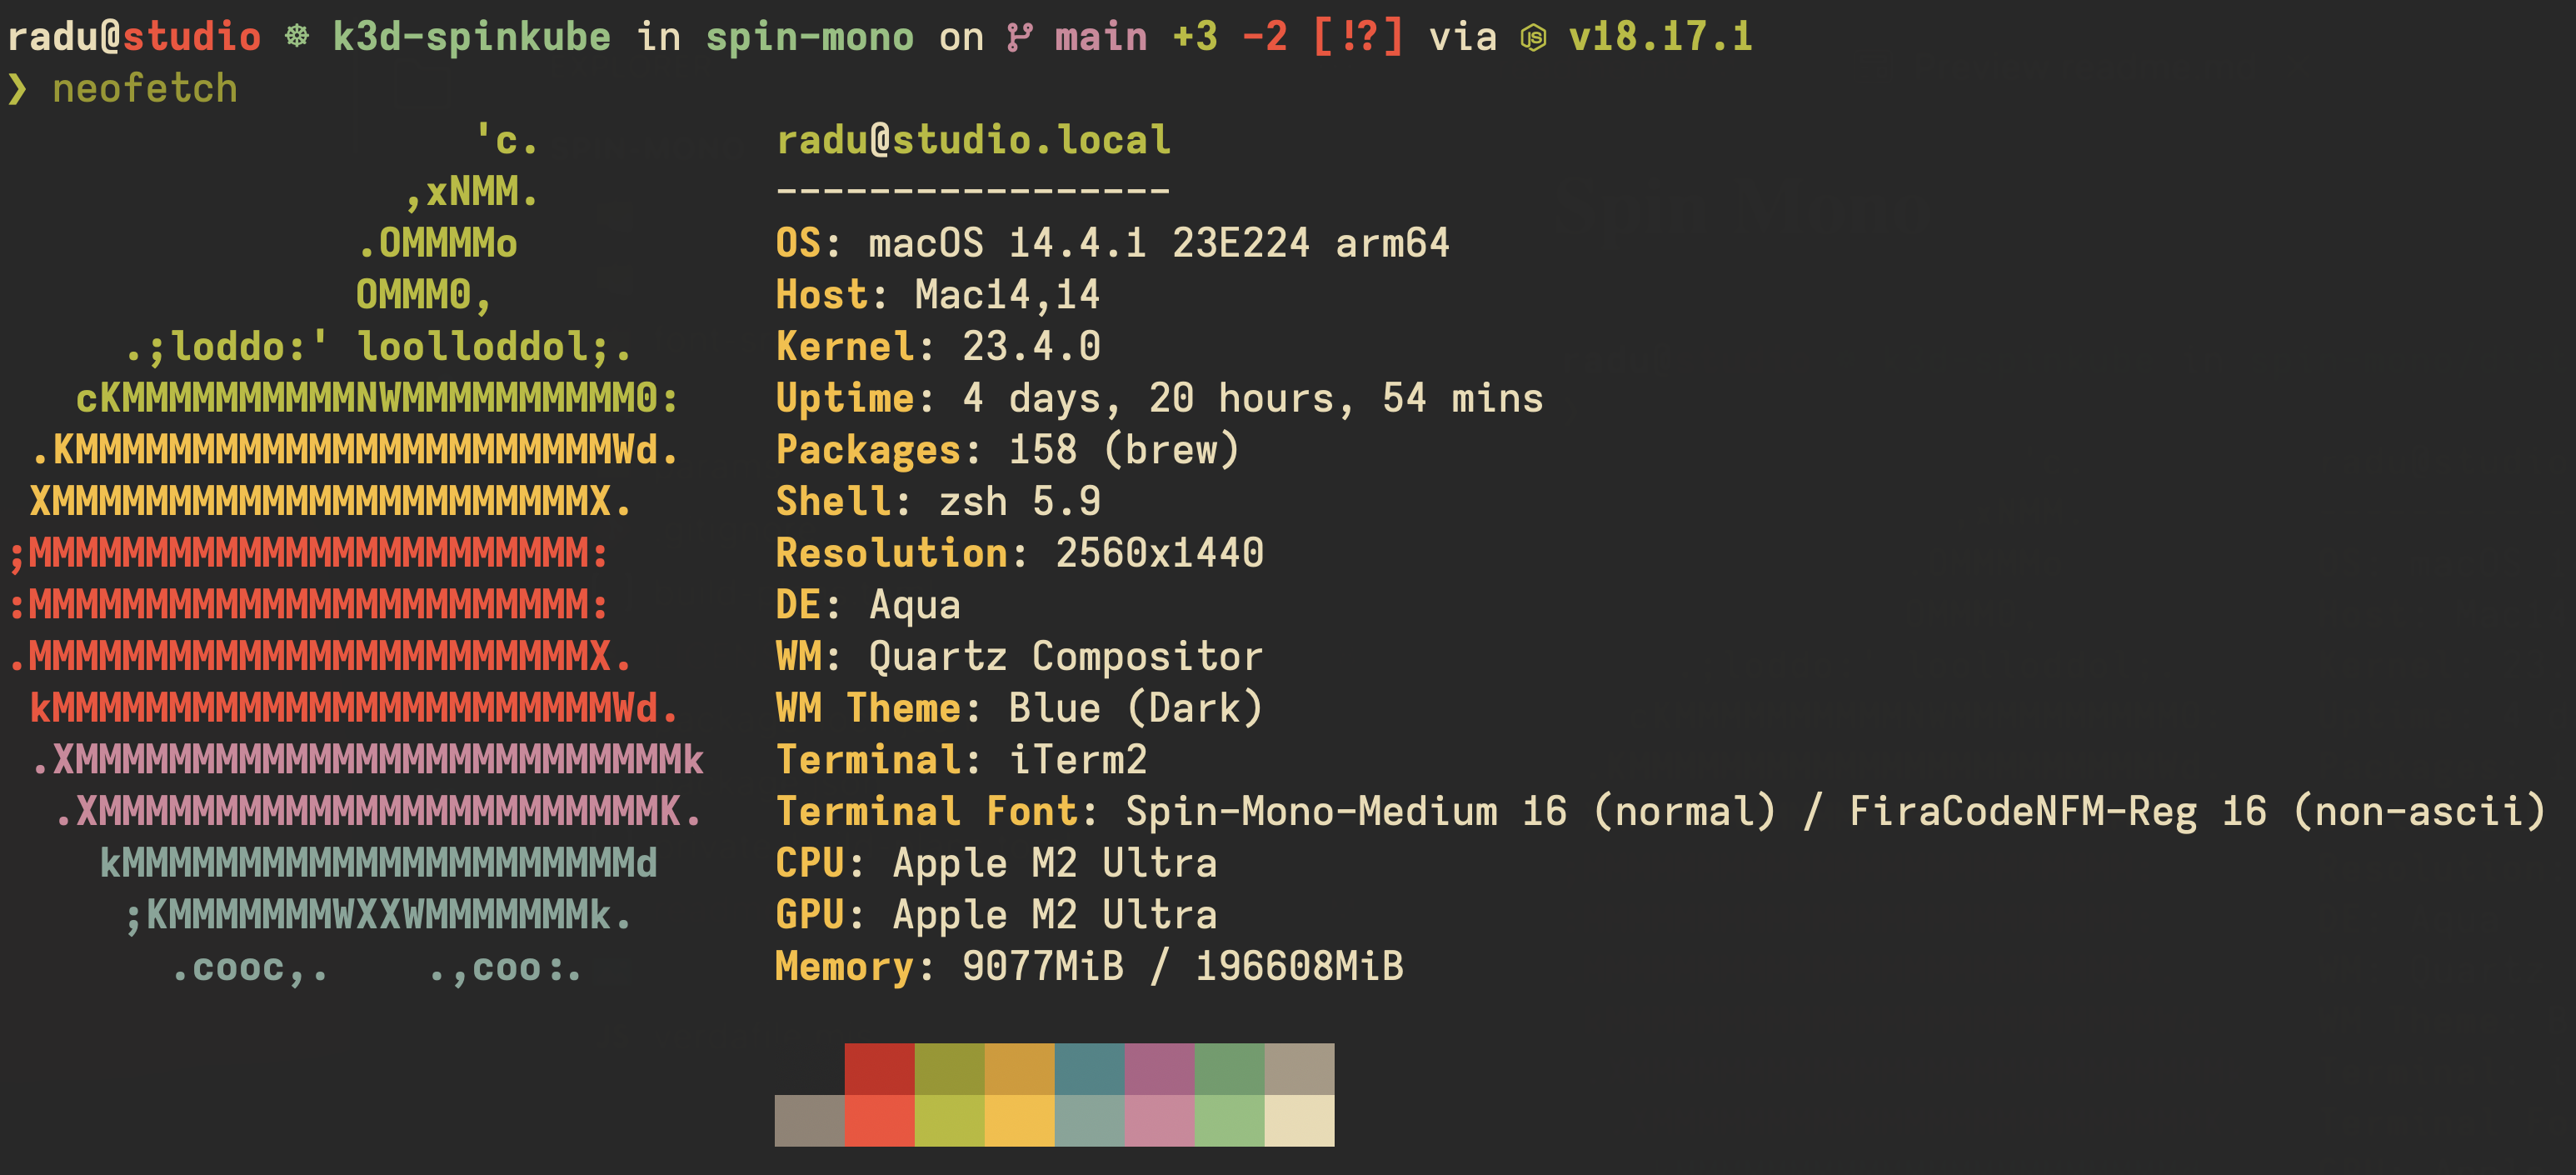 radu@studio ☸ k3d-spinkube in spin-mono on main +3 -2 [!?] via v18.17.1
❯ neofetch
                    'c.          radu@studio.local
                 ,xNMM.          -----------------
               .OMMMMo           OS: macOS 14.4.1 23E224 arm64
               OMMM0,            Host: Mac14,14
     .;loddo:' loolloddol;.      Kernel: 23.4.0
   cKMMMMMMMMMMNWMMMMMMMMMM0:    Uptime: 4 days, 20 hours, 54 mins
 .KMMMMMMMMMMMMMMMMMMMMMMMWd.    Packages: 158 (brew)
 XMMMMMMMMMMMMMMMMMMMMMMMX.      Shell: zsh 5.9
;MMMMMMMMMMMMMMMMMMMMMMMM:       Resolution: 2560x1440
:MMMMMMMMMMMMMMMMMMMMMMMM:       DE: Aqua
.MMMMMMMMMMMMMMMMMMMMMMMMX.      WM: Quartz Compositor
 kMMMMMMMMMMMMMMMMMMMMMMMMWd.    WM Theme: Blue (Dark)
 .XMMMMMMMMMMMMMMMMMMMMMMMMMMk   Terminal: iTerm2
  .XMMMMMMMMMMMMMMMMMMMMMMMMK.   Terminal Font: Spin-Mono-Medium 16 (normal) / FiraCodeNFM-Reg 16 (non-ascii)
    kMMMMMMMMMMMMMMMMMMMMMMd     CPU: Apple M2 Ultra
     ;KMMMMMMMWXXWMMMMMMMk.      GPU: Apple M2 Ultra
       .cooc,.    .,coo:.        Memory: 9077MiB / 196608MiB